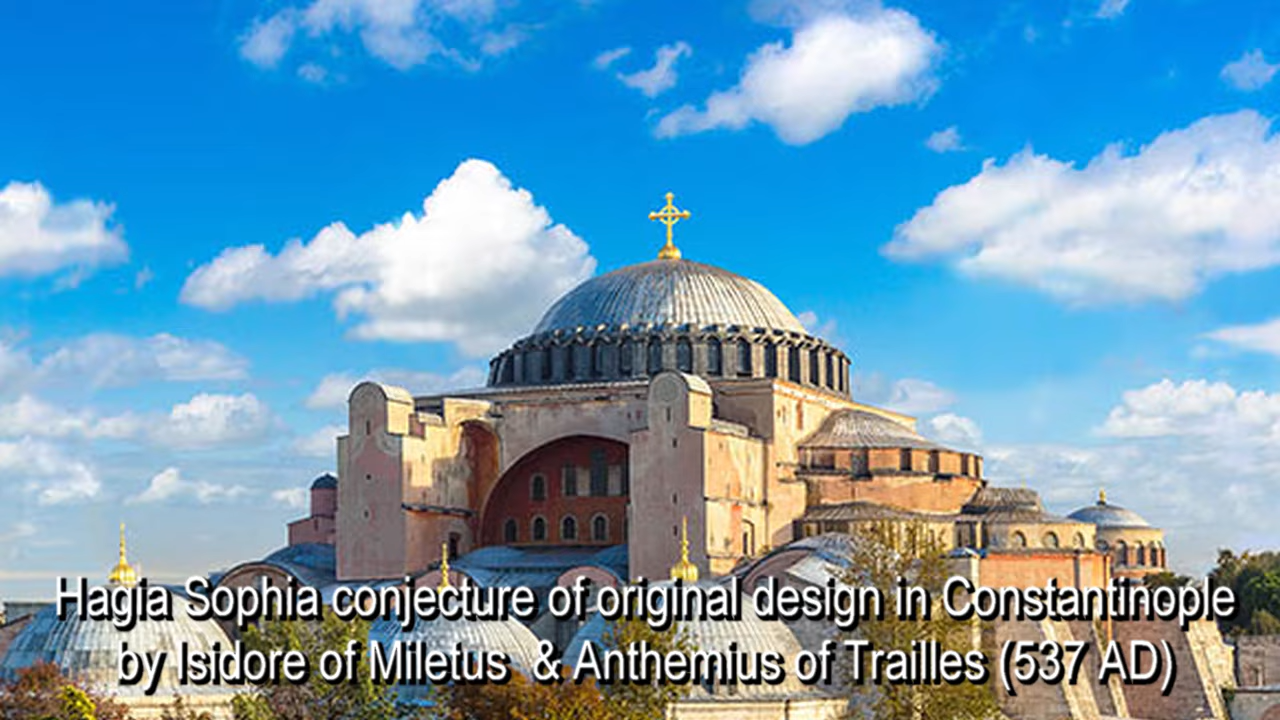 Hagia Sophia conjecture of original design in Constantinople
by Isidore of Miletus & Anthemius of Trailles (537 AD)